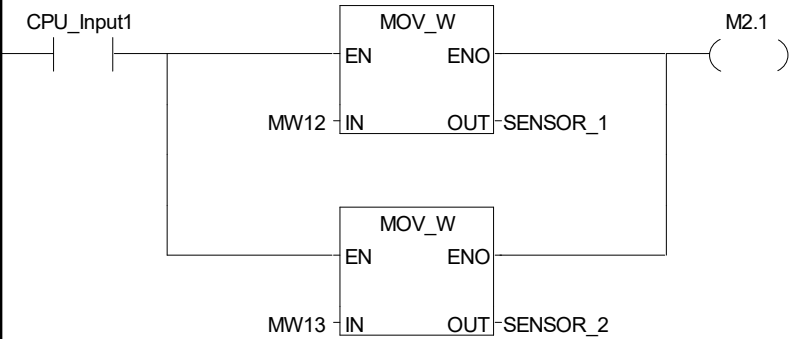 CPU_Input1 MOV_W M2.1
EN ENO
MW12 IN OUT SENSOR_1
MOV_W
EN ENO
MW13 IN OUT SENSOR_2